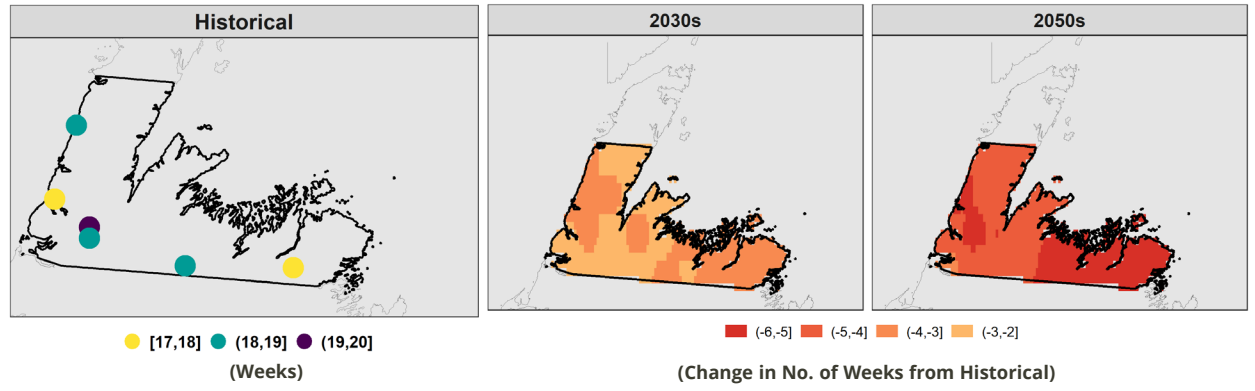 Historical
2030s
2050s
[17,18] (18,19] (19,20]
(Weeks)
(-6,-5] (-5,-4] (-4,-3] (-3,-2]
(Change in No. of Weeks from Historical)